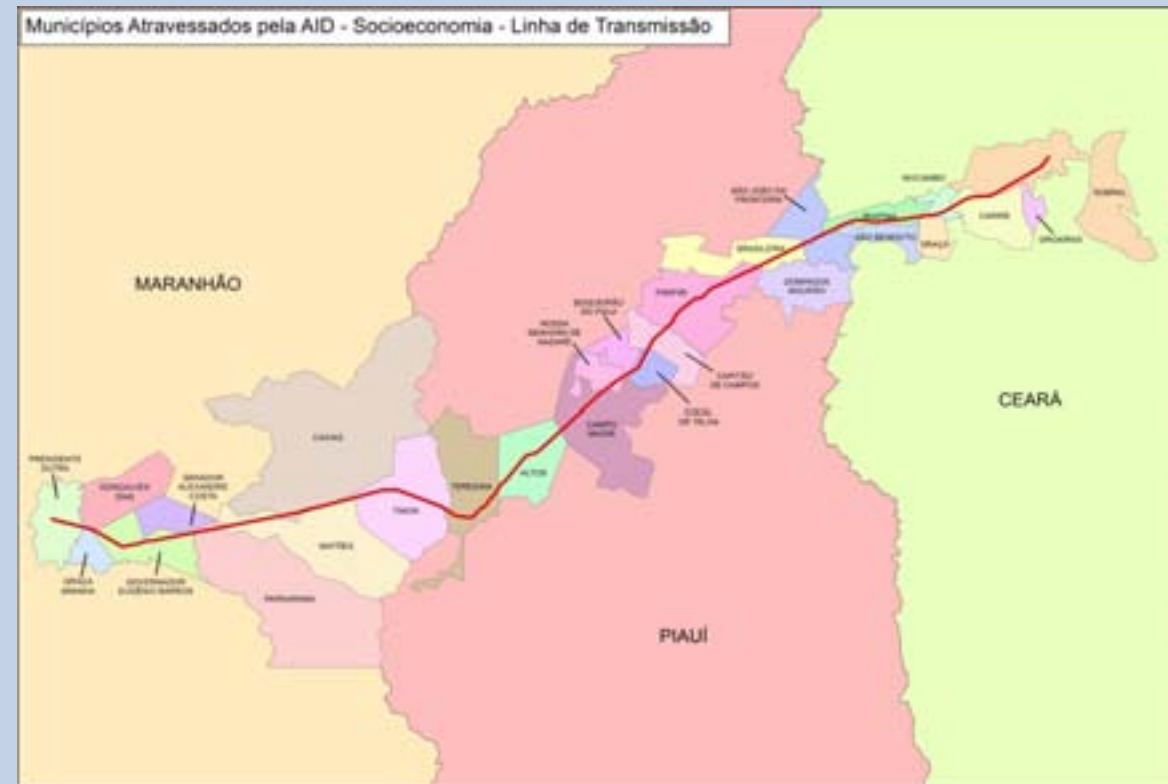 Municípios Atravessados pela AID - Socioeconomia - Linha de Transmissão
MARANHÃO
PIAUÍ
CEARÁ
MUCAMBO
SOBRAL
SÃO JOÃO DA
FRONTEIRA
CARIRÉ
GROAÍRAS
SÃO BENEDITO
GRAÇA
BRASILEIRA
DOMINGOS
MOURÃO
PIRIPIRI
BOQUEIRÃO
DO PIAUÍ
NOSSA
SENHORA DE
NAZARÉ
CAPITÃO
DE CAMPOS
COCAL
DE TELHA
CAMPO
MAIOR
CAXIAS
PRESIDENTE
DUTRA
GONÇALVES
DIAS
SENADOR
ALEXANDRE
COSTA
TERESINA
ALTOS
TIMON
MATÕES
GRAÇA
ARANHA
GOVERNADOR
EUGÊNIO BARROS
PARNARAMA